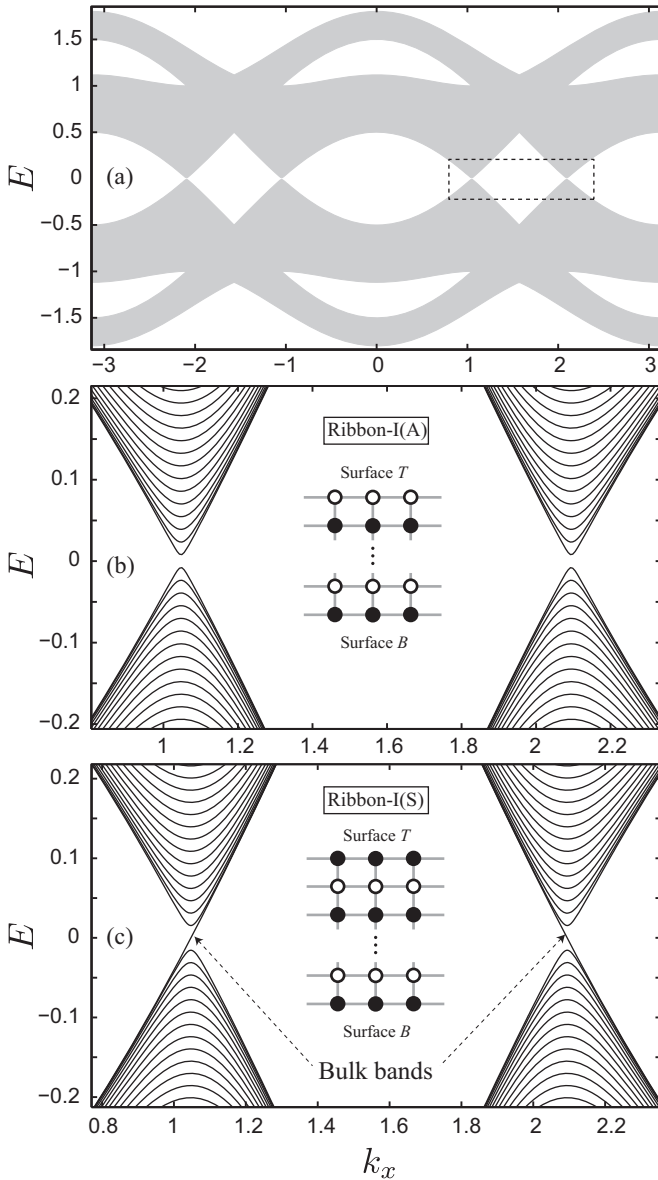 1.5
1
0.5
E
0
(a)
−0.5
−1
−1.5
−3 −2 −1 0 1 2 3
0.2
Ribbon-I(A)
Surface T
0.1
E
0
(b)
−0.1
Surface B
−0.2
1 1.2 1.4 1.6 1.8 2 2.2
0.2
Ribbon-I(S)
Surface T
0.1
E
0
(c)
−0.1
Surface B
Bulk bands
−0.2
0.8 1 1.2 1.4 1.6 1.8 2 2.2
kx